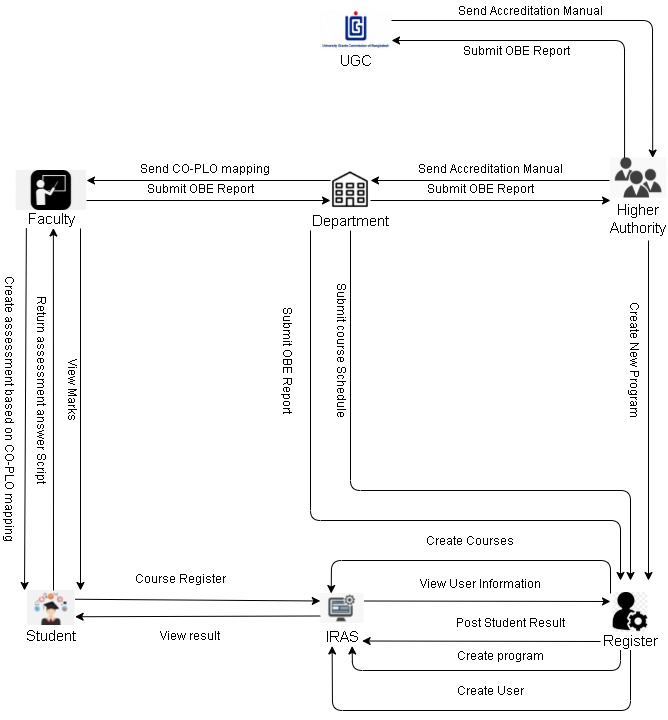 Send Accreditation Manual
University Grants Commission of Bangladesh
Submit OBE Report
UGC
Send CO-PLO mapping
Send Accreditation Manual
Submit OBE Report
Submit OBE Report
Faculty
Department
Higher
Authority
Create assessment based on CO-PLO mapping
Return assessment answer Script
View Marks
Submit OBE Report
Submit course Schedule
Create New Program
Create Courses
Course Register
View User Information
Post Student Result
Student
View result
IRAS
Register
Create program
Create User